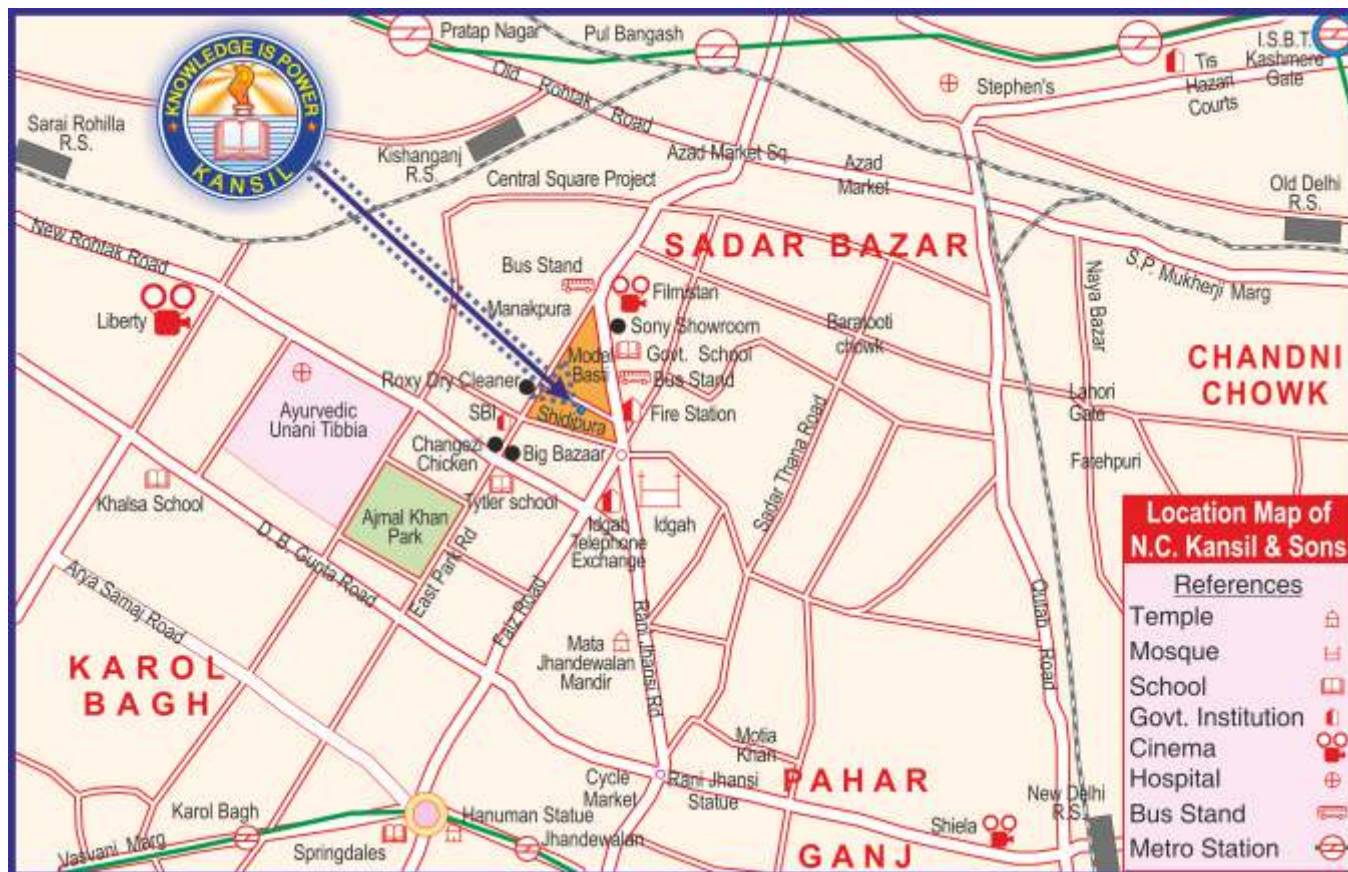 Pratap Nagar
Pul Bangash
I.S.B.T.
Kashmere
Gate
Tis
Hazari
Courts
Stephen's
KNOWLEDGE IS POWER
KANSIL
Old Rohtak Road
Sarai Rohilla
R.S.
Kishanganj
R.S.
Azad Market Sq.
Azad
Market
Central Square Project
Old Delhi
R.S.
New Rohtak Road
SADAR BAZAR
S.P. Mukherji Marg
Naya Bazar
Bus Stand
Manakpura
Filmistan
Liberty
Sony Showroom
Baratooti
chowk
Model
Basti
Govt. School
CHANDNI
CHOWK
Roxy Dry Cleaner
Bus Stand
Lahori
Gate
Ayurvedic
Unani Tibbia
SBI
Shidipura
Fire Station
Changezi
Chicken
Big Bazaar
Fatehpuri
Sadar Thana Road
Khalsa School
Tytler school
Ajmal Khan
Park
Idgah
Telephone
Exchange
Idgah
D. B. Gupta Road
East Park Rd
Faiz Road
Rani Jhansi Rd
Qutab Road
Arya Samaj Road
Mata
Jhandewalan
Mandir
KAROL
BAGH
Motia
Khan
Cycle
Market
Rani Jhansi
Statue
PAHAR
GANJ
New Delhi
R.S.
Karol Bagh
Hanuman Statue
Jhandewalan
Shiela
Vasvani Marg
Springdales
Location Map of
N.C. Kansil & Sons
References
Temple
Mosque
School
Govt. Institution
Cinema
Hospital
Bus Stand
Metro Station